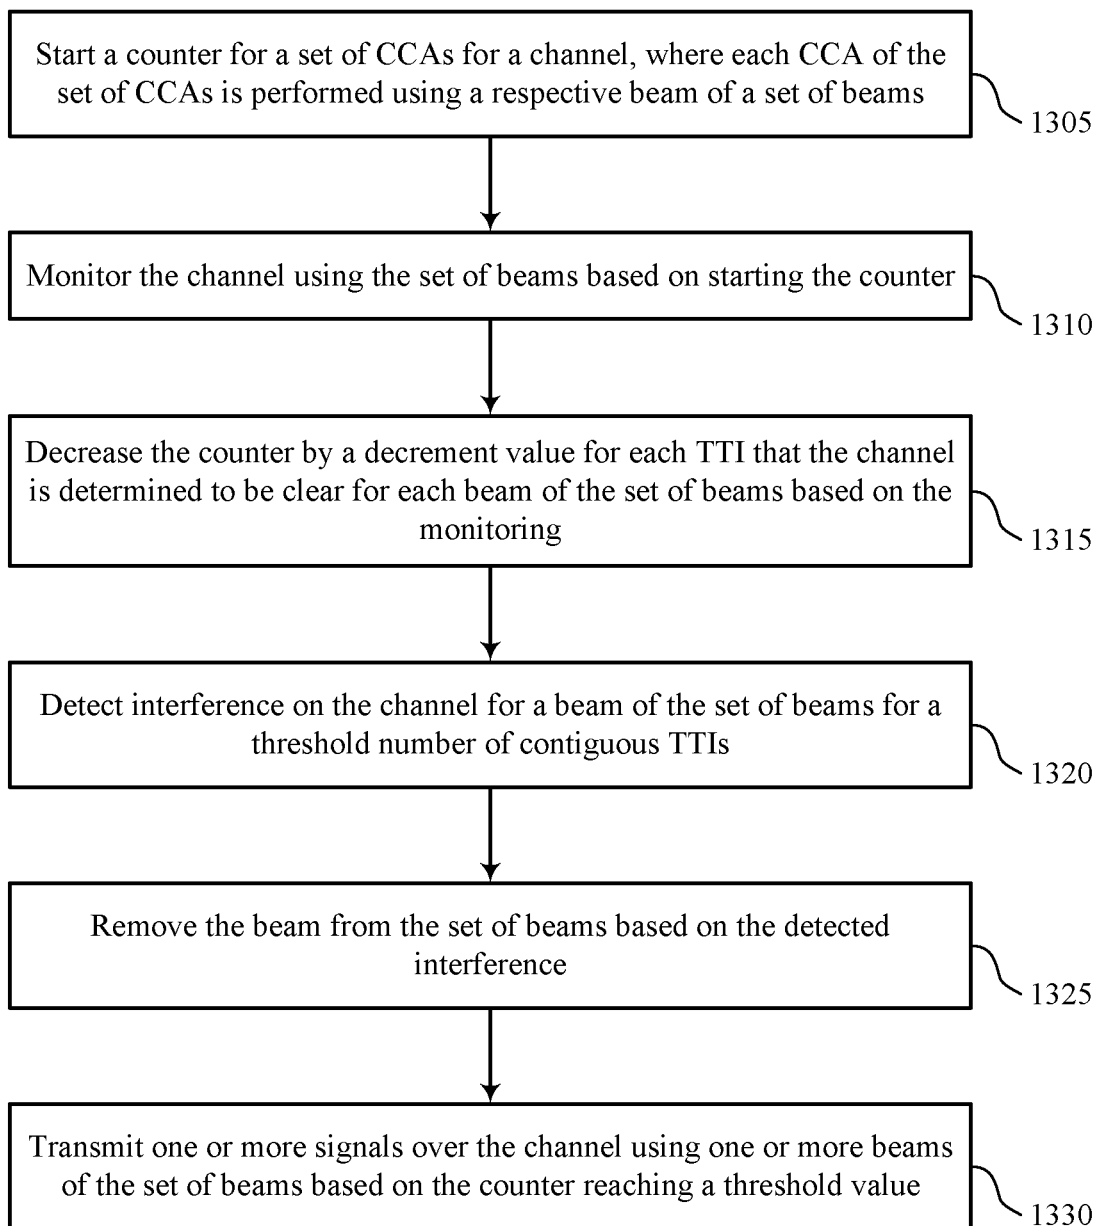 Start a counter for a set of CCAs for a channel, where each CCA of the
set of CCAs is performed using a respective beam of a set of beams
1305
Monitor the channel using the set of beams based on starting the counter
1310
Decrease the counter by a decrement value for each TTI that the channel
is determined to be clear for each beam of the set of beams based on the
monitoring
1315
Detect interference on the channel for a beam of the set of beams for a
threshold number of contiguous TTIs
1320
Remove the beam from the set of beams based on the detected
interference
1325
Transmit one or more signals over the channel using one or more beams
of the set of beams based on the counter reaching a threshold value
1330